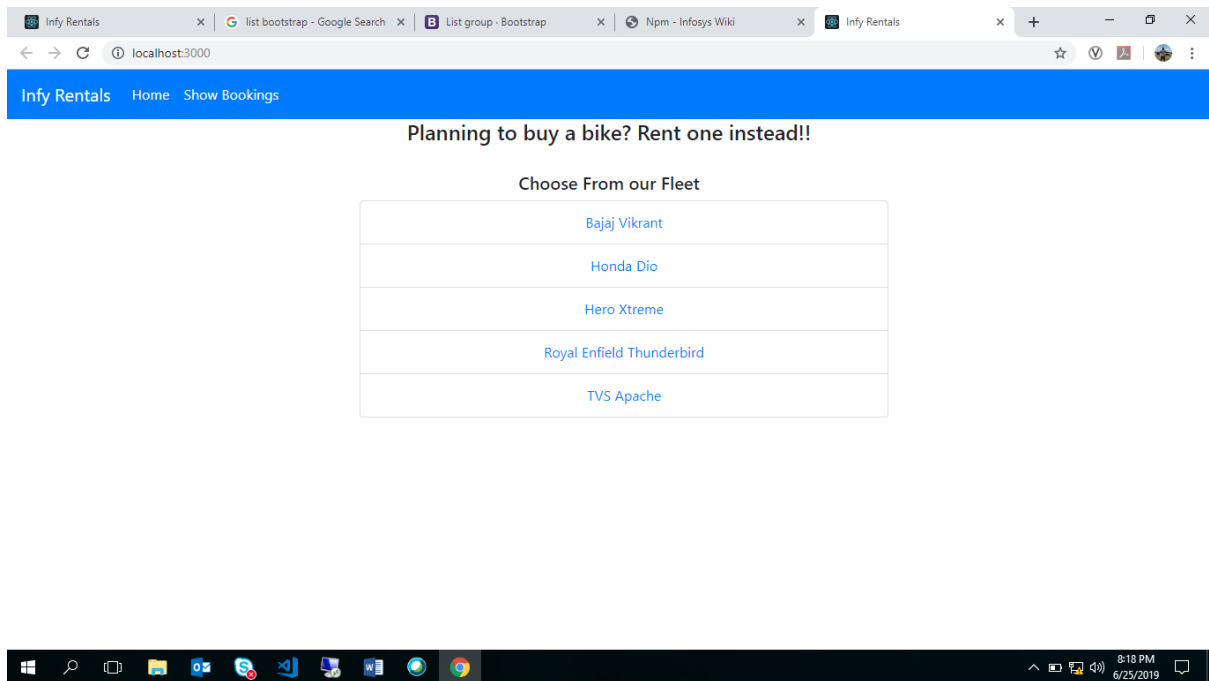 Infy Rentals
list bootstrap - Google Search
List group · Bootstrap
Npm - Infosys Wiki
Infy Rentals
localhost:3000
Infy Rentals Home Show Bookings
Planning to buy a bike? Rent one instead!!
Choose From our Fleet
Bajaj Vikrant
Honda Dio
Hero Xtreme
Royal Enfield Thunderbird
TVS Apache
8:18 PM
6/25/2019